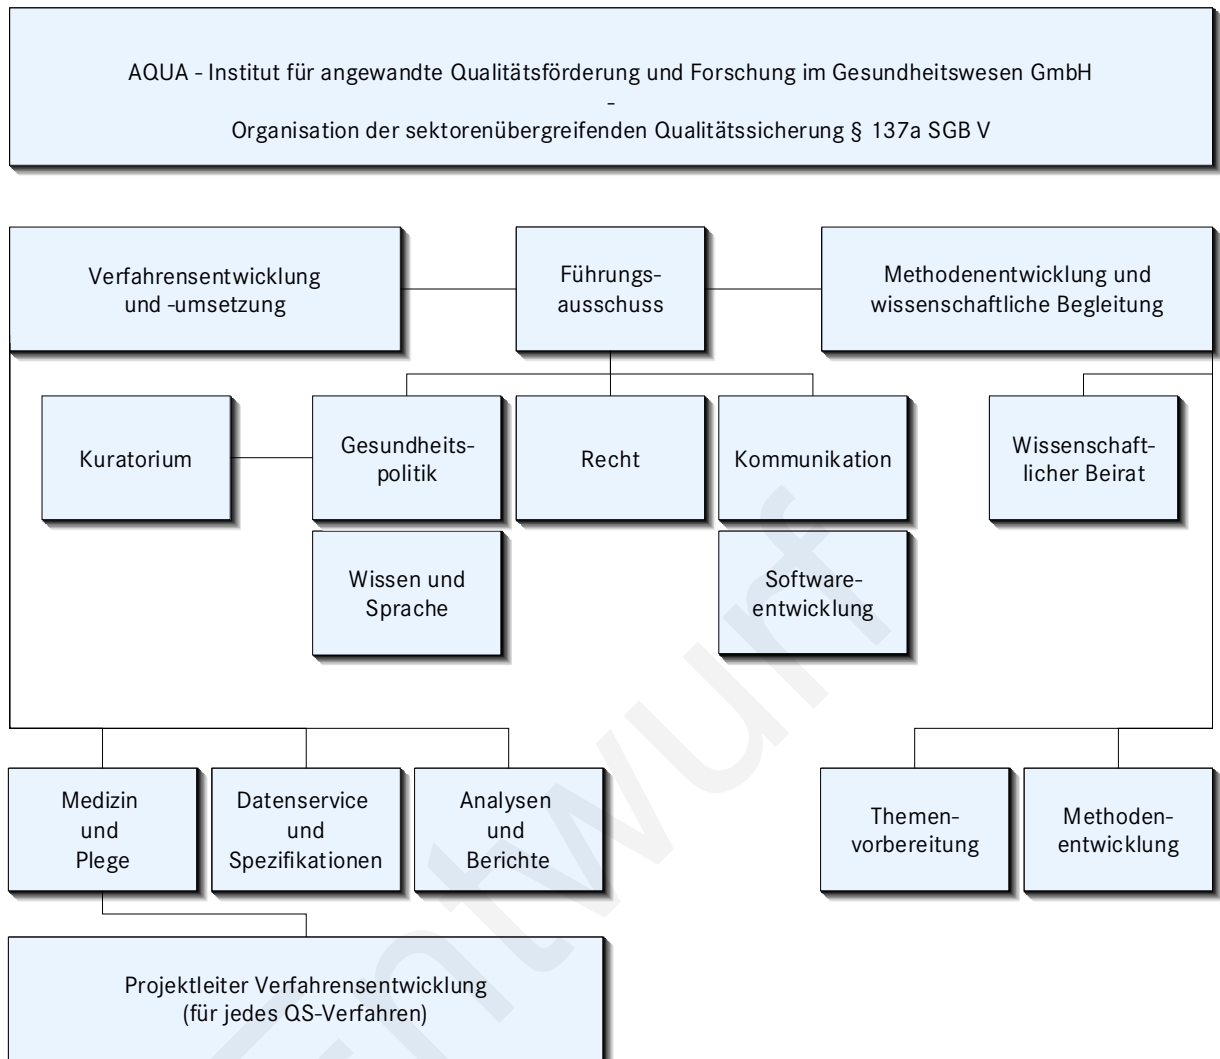 AQUA - Institut für angewandte Qualitätsförderung und Forschung im Gesundheitswesen GmbH
-
Organisation der sektorenübergreifenden Qualitätssicherung § 137a SGB V
Verfahrensentwicklung
und -umsetzung
Führungs-
ausschuss
Methodenentwicklung und
wissenschaftliche Begleitung
Kuratorium
Gesundheits-
politik
Recht
Kommunikation
Wissenschaft-
licher Beirat
Wissen und
Sprache
Software-
entwicklung
Medizin
und
Plege
Datenservice
und
Spezifikationen
Analysen
und
Berichte
Themen-
vorbereitung
Methoden-
entwicklung
Projektleiter Verfahrensentwicklung
(für jedes QS-Verfahren)
Entwurf